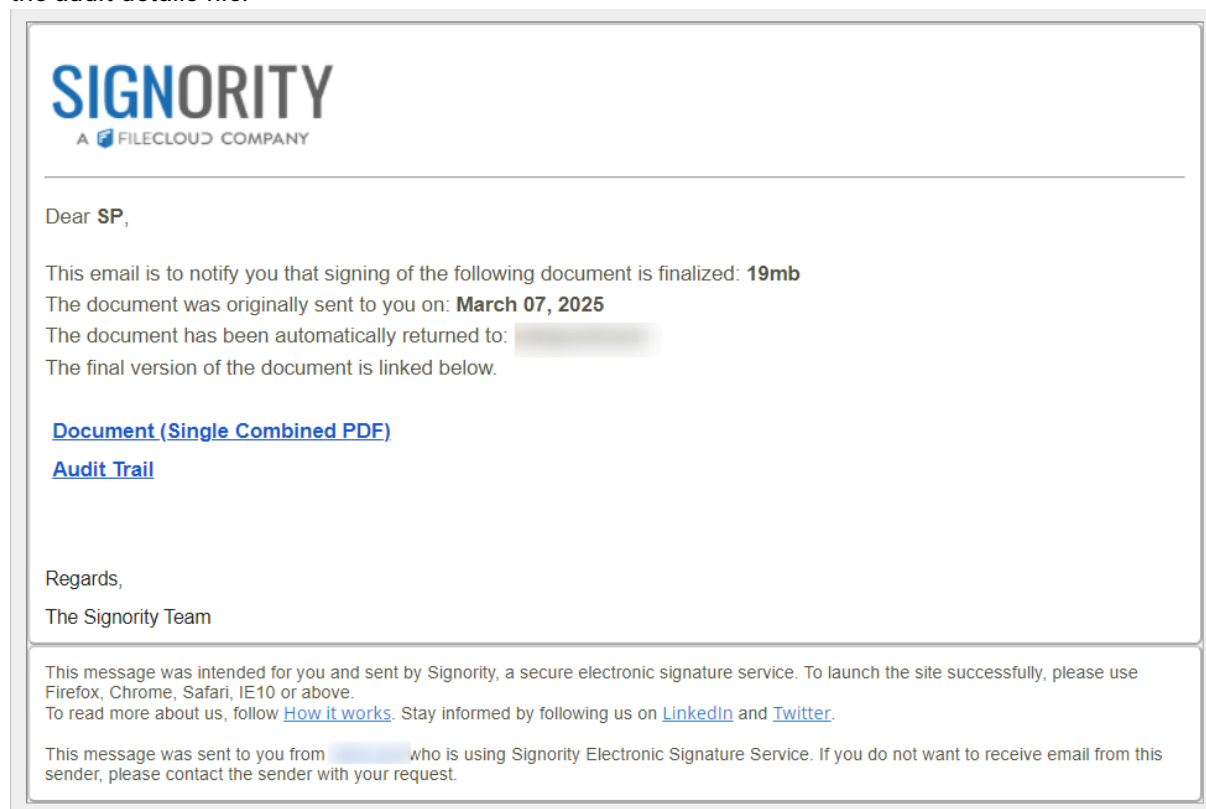 the audit details file.
SIGNORITY
A FILECLOUD COMPANY
Dear SP,
This email is to notify you that signing of the following document is finalized: 19mb
The document was originally sent to you on: March 07, 2025
The document has been automatically returned to:
The final version of the document is linked below.
Document (Single Combined PDF)
Audit Trail
Regards,
The Signority Team
This message was intended for you and sent by Signority, a secure electronic signature service. To launch the site successfully, please use
Firefox, Chrome, Safari, IE10 or above.
To read more about us, follow How it works. Stay informed by following us on LinkedIn and Twitter.
This message was sent to you from who is using Signority Electronic Signature Service. If you do not want to receive email from this
sender, please contact the sender with your request.